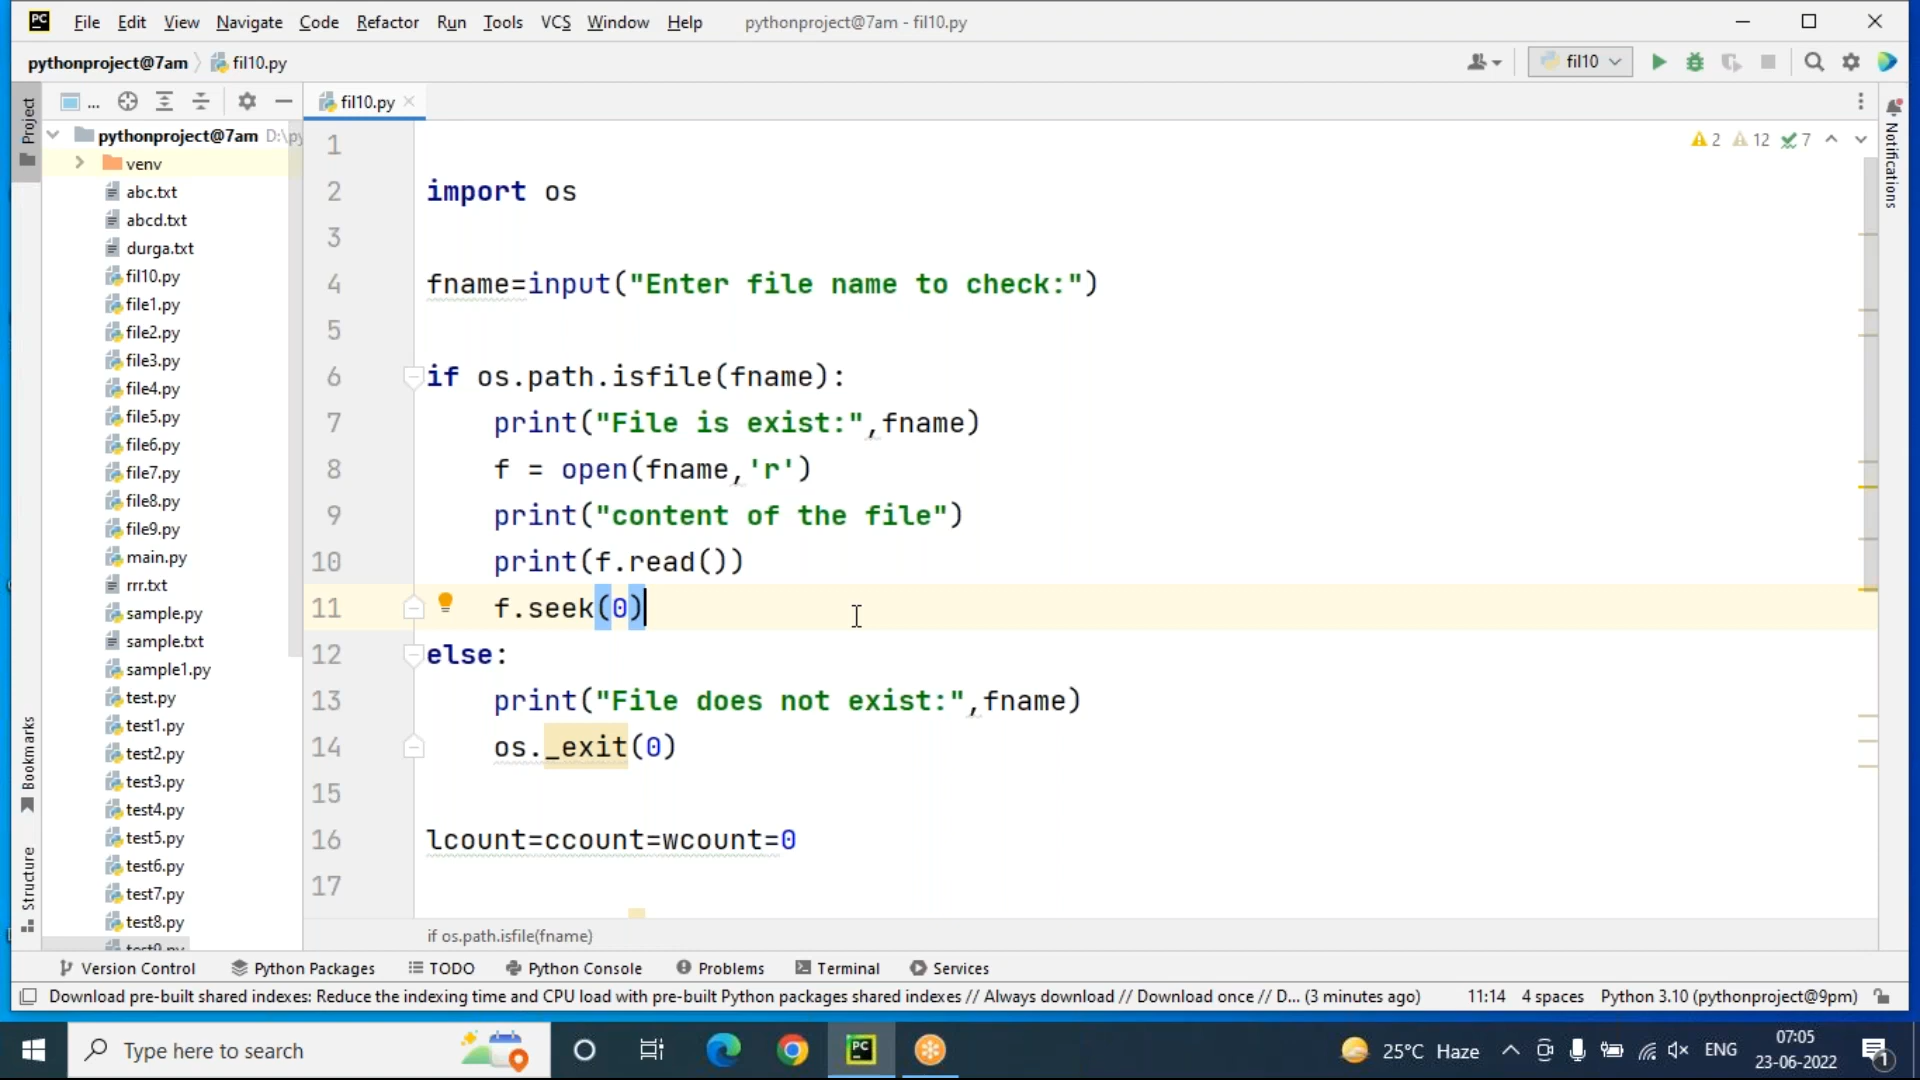 PC File Edit View Navigate Code Refactor Run Tools VCS Window Help pythonproject@7am - fil10.py
pythonproject@7am fil10.py
fil10
Project
...
fil10.py
pythonproject@7am D:\py
venv
abc.txt
abcd.txt
durga.txt
fil10.py
file1.py
file2.py
file3.py
file4.py
file5.py
file6.py
file7.py
file8.py
file9.py
main.py
rrr.txt
sample.py
sample.txt
sample1.py
test.py
test1.py
test2.py
test3.py
test4.py
test5.py
test6.py
test7.py
test8.py
test9.py
Bookmarks
Structure
1
2 import os
3
4 fname=input("Enter file name to check:")
5
6 if os.path.isfile(fname):
7 print("File is exist:",fname)
8 f = open(fname,'r')
9 print("content of the file")
10 print(f.read())
11 f.seek(0)
12 else:
13 print("File does not exist:",fname)
14 os._exit(0)
15
16 lcount=ccount=wcount=0
17
2 12 7
Notifications
if os.path.isfile(fname)
Version Control Python Packages TODO Python Console Problems Terminal Services
Download pre-built shared indexes: Reduce the indexing time and CPU load with pre-built Python packages shared indexes // Always download // Download once // D... (3 minutes ago) 11:14 4 spaces Python 3.10 (pythonproject@9pm)
Type here to search
PC
25°C Haze
ENG
07:05
23-06-2022
1